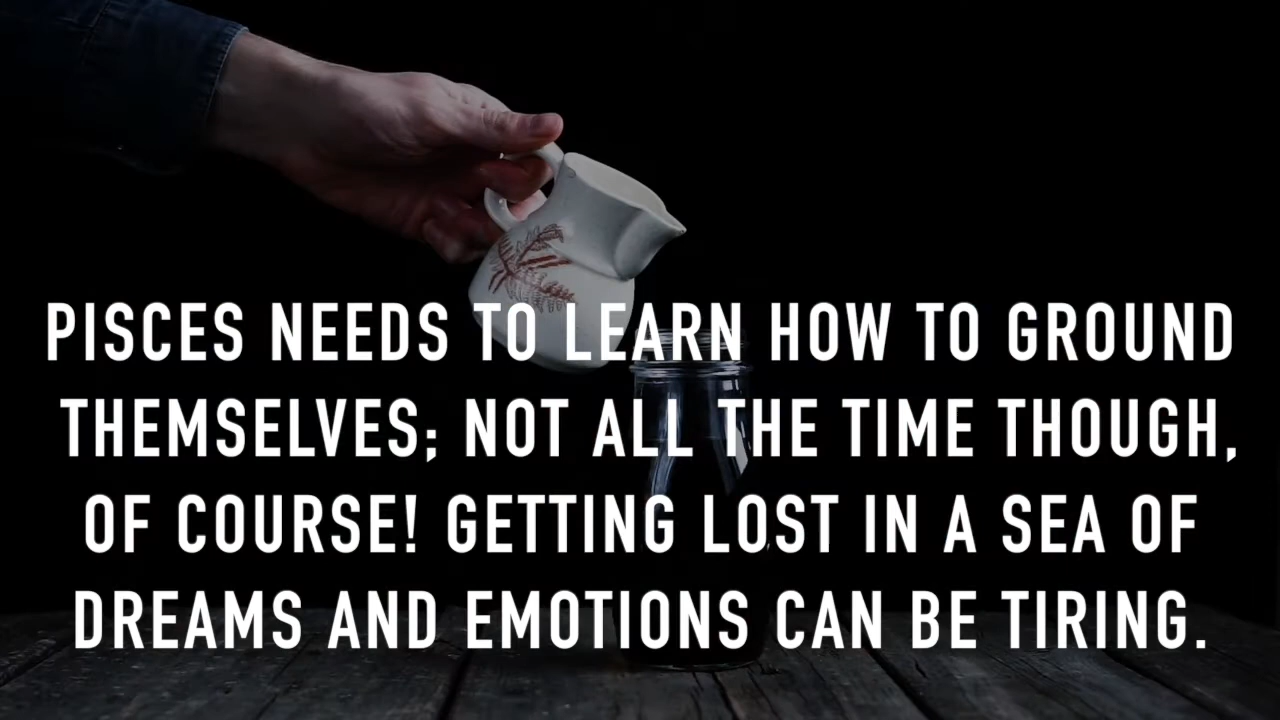 PISCES NEEDS TO LEARN HOW TO GROUND
THEMSELVES; NOT ALL THE TIME THOUGH,
OF COURSE! GETTING LOST IN A SEA OF
DREAMS AND EMOTIONS CAN BE TIRING.